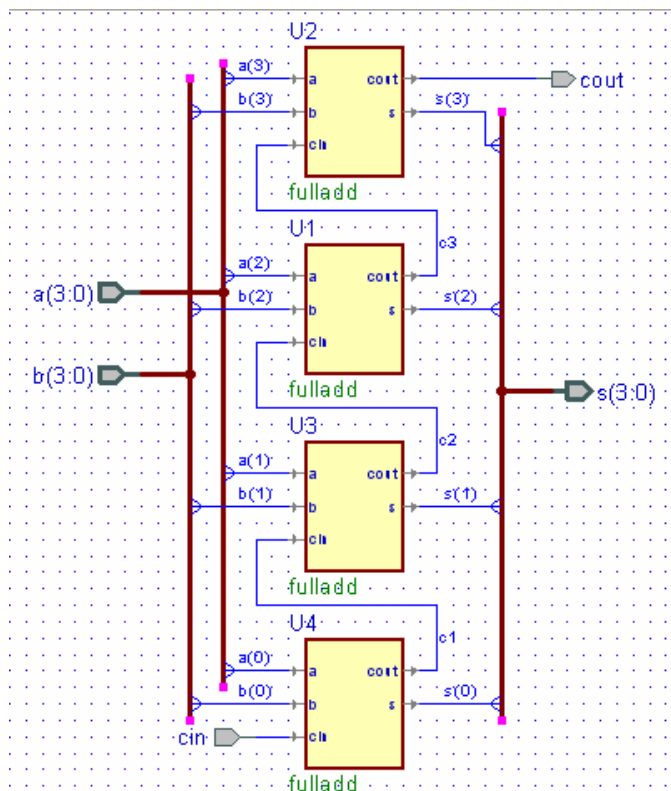 U2
a(3)
a
cout
cout
b(3)
b
s
s(3)
cin
fulladd
U1
c3
a(2)
a
cout
a(3:0)
b(2)
b
s
s(2)
cin
b(3:0)
fulladd
s(3:0)
U3
c2
a(1)
a
cout
b(1)
b
s
s(1)
cin
fulladd
U4
c1
a(0)
a
cout
b(0)
b
s
s(0)
cin
cin
fulladd